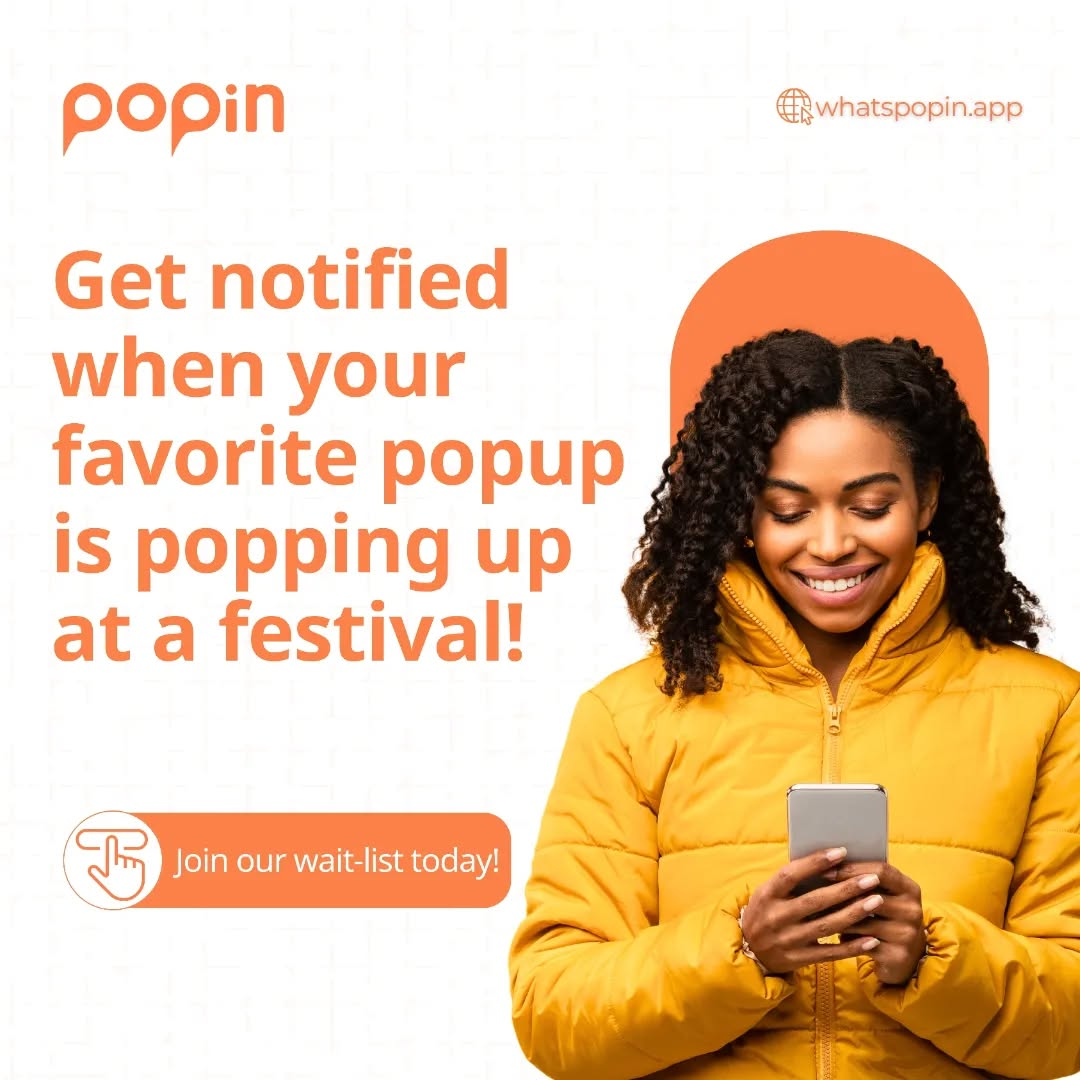 popin
whatspopin.app
Get notified
when your
favorite popup
is popping up
at a festival!
Join our wait-list today!